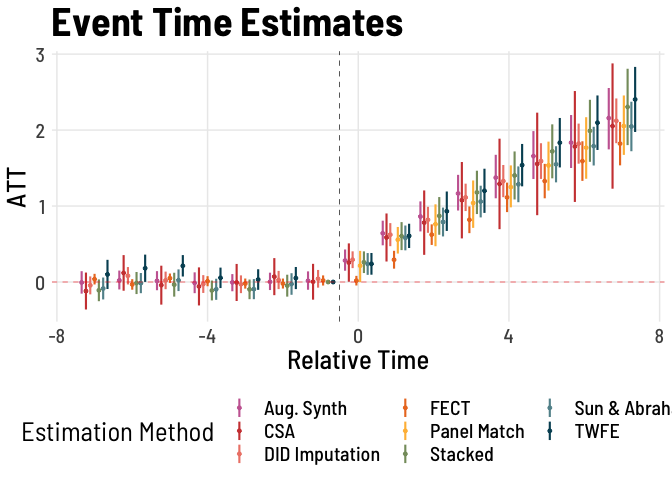 Event Time Estimates
3
2
1
0
ATT
-8 -4 0 4 8
Relative Time
Estimation Method
Aug. Synth FECT Sun & Abrah
CSA Panel Match TWFE
DID Imputation Stacked